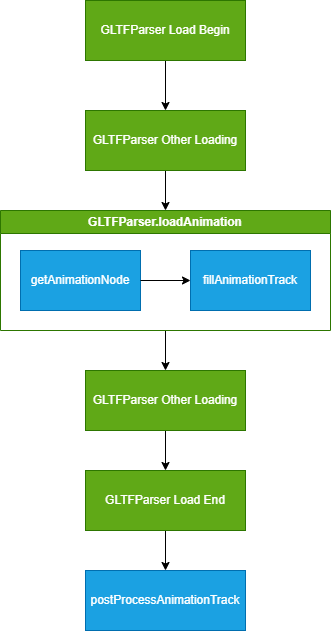 GLTFParser Load Begin
GLTFParser Other Loading
GLTFParser.loadAnimation
getAnimationNode
fillAnimationTrack
GLTFParser Other Loading
GLTFParser Load End
postProcessAnimationTrack